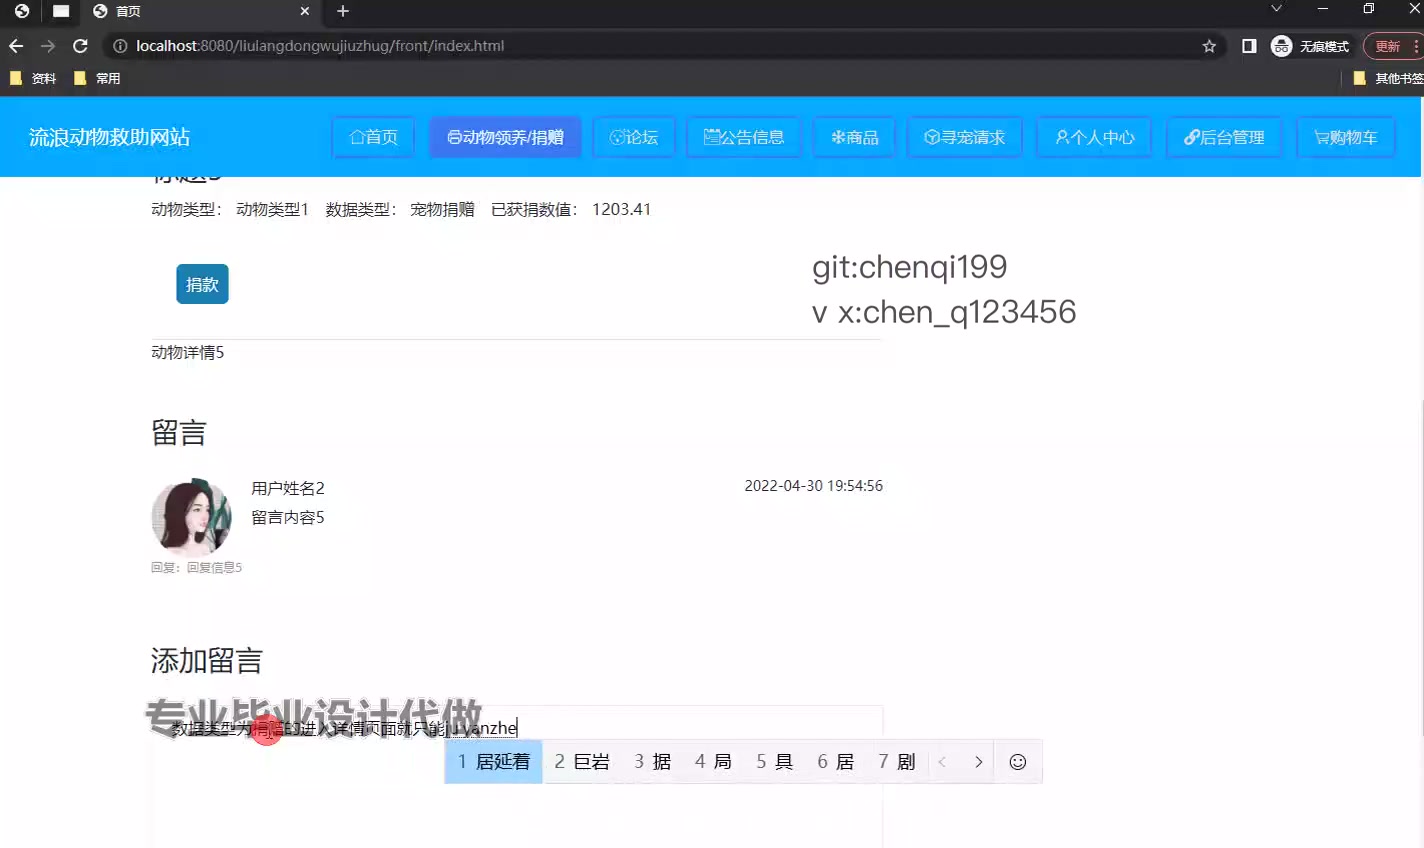 首页
localhost:8080/liulangdongwujiuzhug/front/index.html
无痕模式
更新
资料
常用
其他书签
流浪动物救助网站
首页
动物领养/捐赠
论坛
公告信息
商品
寻宠请求
个人中心
后台管理
购物车
标题5
动物类型： 动物类型1 数据类型： 宠物捐赠 已获捐数值： 1203.41
git:chenqi199
捐款
v x:chen_q123456
动物详情5
留言
用户姓名2
2022-04-30 19:54:56
留言内容5
回复：回复信息5
添加留言
专业毕业设计代做
数据类型为捐赠的进入详情页面就只能ju'yanzhe
1 居延着 2 巨岩 3 据 4 局 5 具 6 居 7 剧